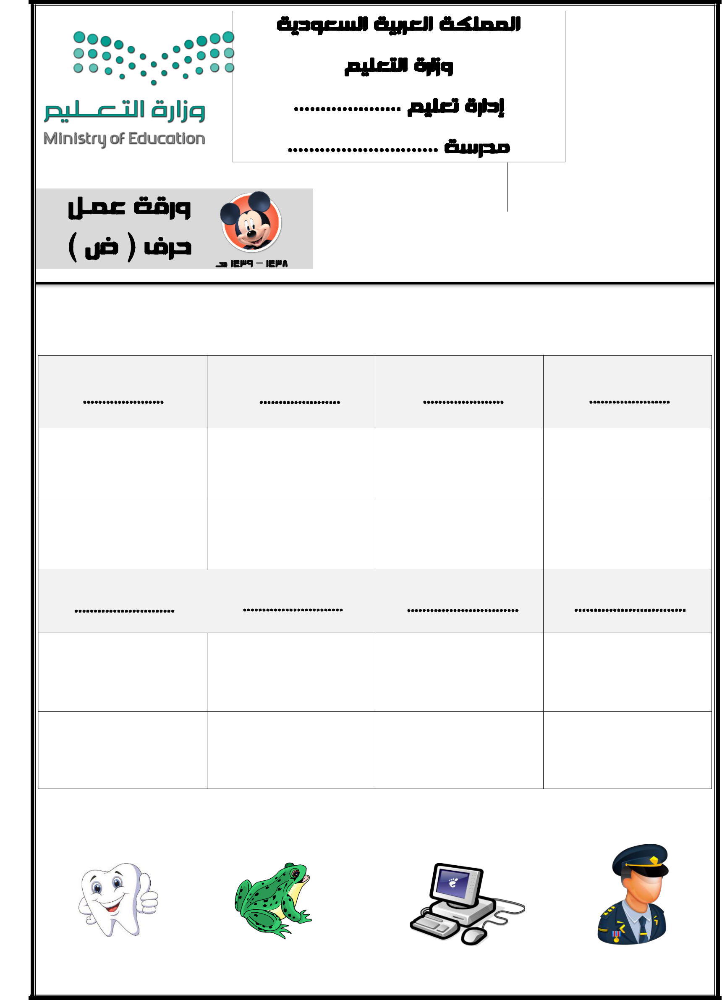 المملكة العربية السعودية
وزارة التعليم
إدارة تعليم ....................
مدرسة ............................
وزارة التعليم
Ministry of Education
ورقة عمل
حرف ( ض )
١٤٣٨ – ١٤٣٩ هـ
..................... ..................... ..................... .....................
............................. ............................. .......................... ..........................